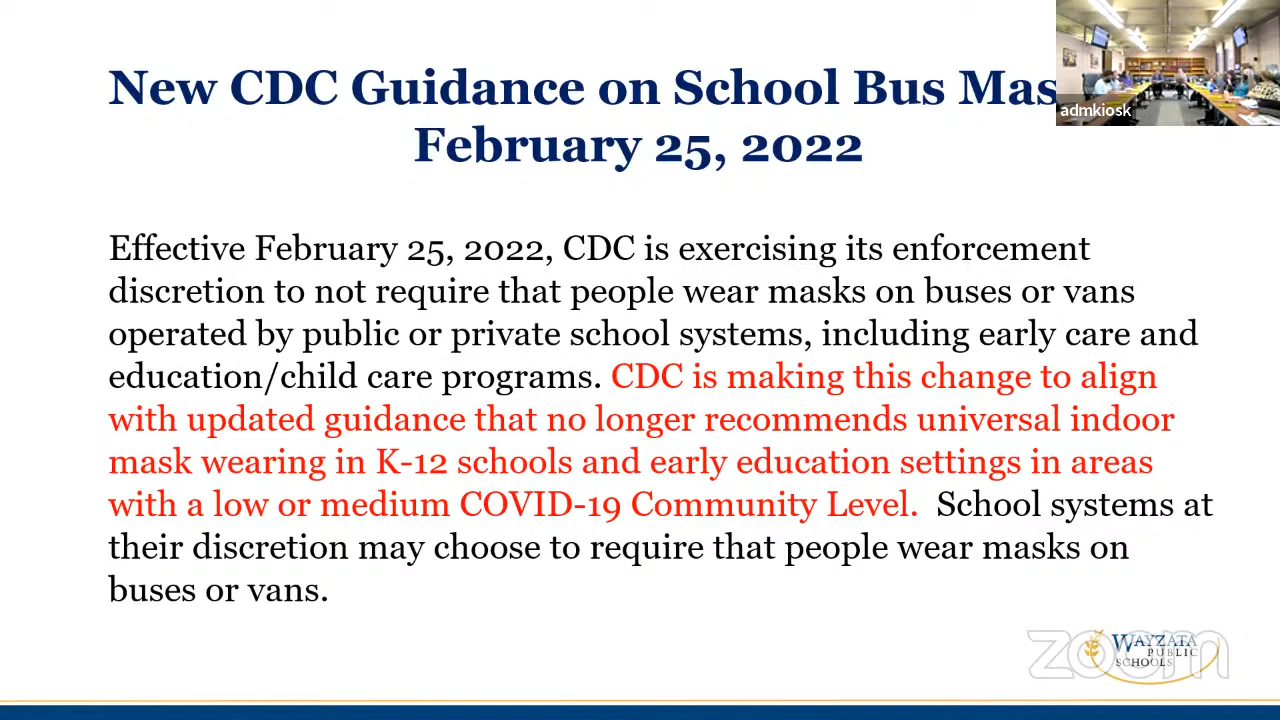 New CDC Guidance on School Bus Mas
February 25, 2022
admkiosk
Effective February 25, 2022, CDC is exercising its enforcement
discretion to not require that people wear masks on buses or vans
operated by public or private school systems, including early care and
education/child care programs. CDC is making this change to align
with updated guidance that no longer recommends universal indoor
mask wearing in K-12 schools and early education settings in areas
with a low or medium COVID-19 Community Level. School systems at
their discretion may choose to require that people wear masks on
buses or vans.
zoom
WAYZATA
PUBLIC
SCHOOLS